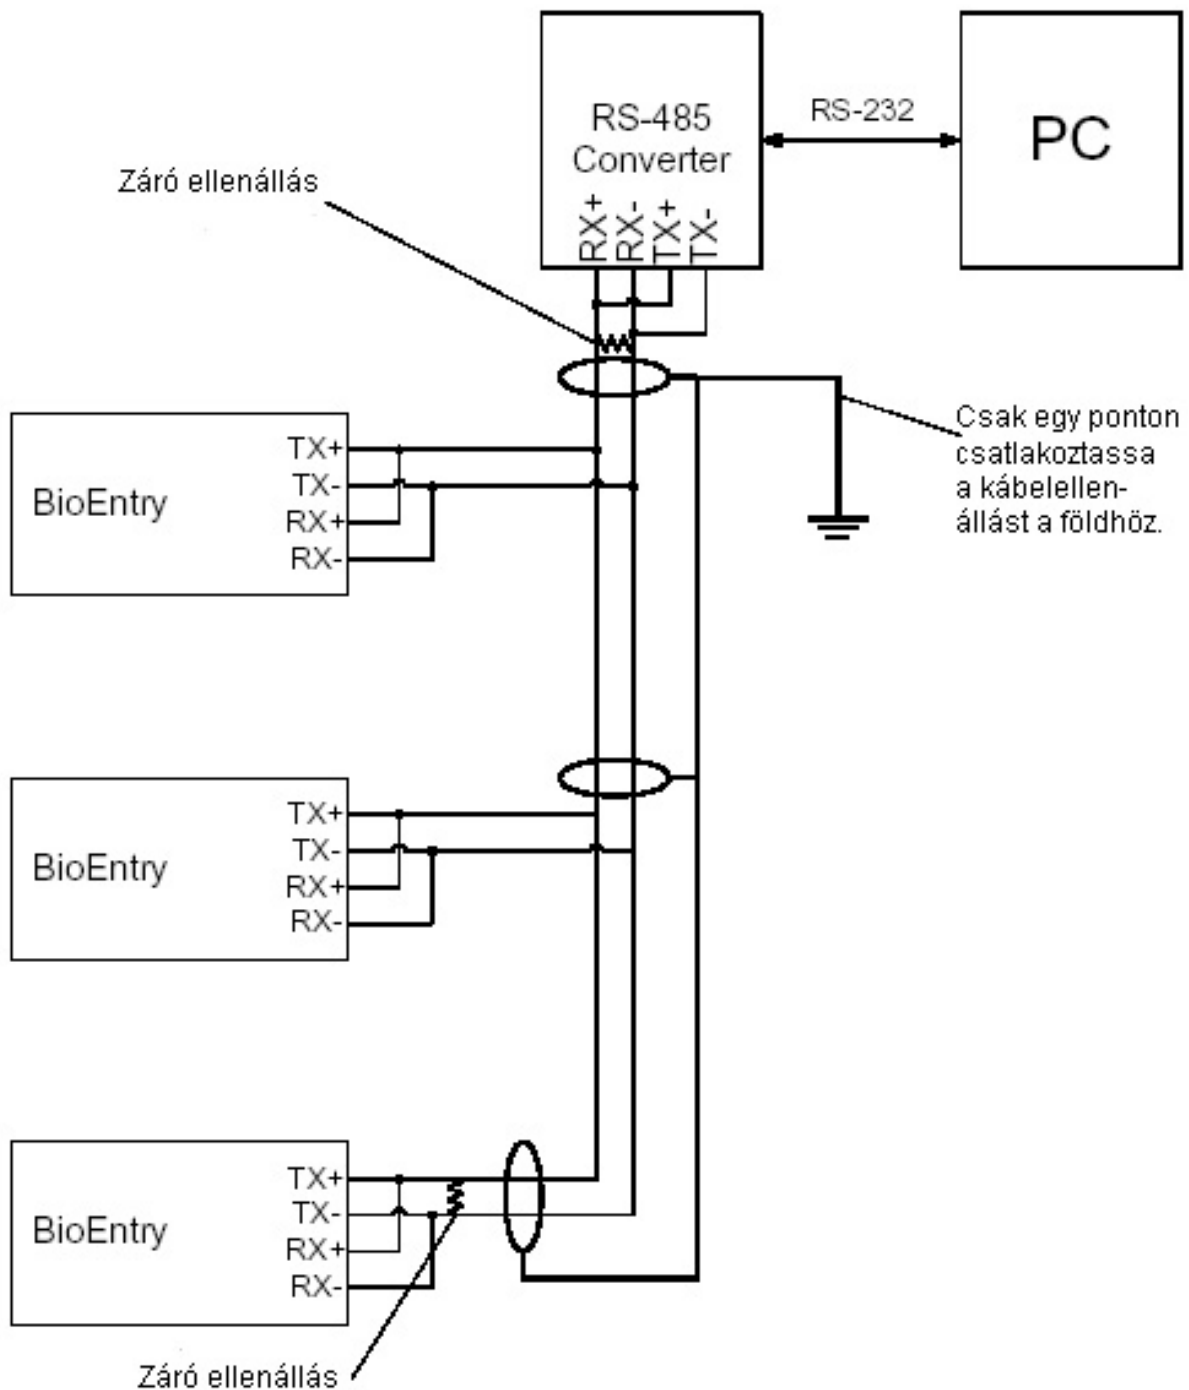 RS-485
Converter
RX+
RX-
TX+
TX-
RS-232
PC
Záró ellenállás
Csak egy ponton
csatlakoztassa
a kábelellen-
állást a földhöz.
BioEntry
TX+
TX-
RX+
RX-
BioEntry
TX+
TX-
RX+
RX-
BioEntry
TX+
TX-
RX+
RX-
Záró ellenállás